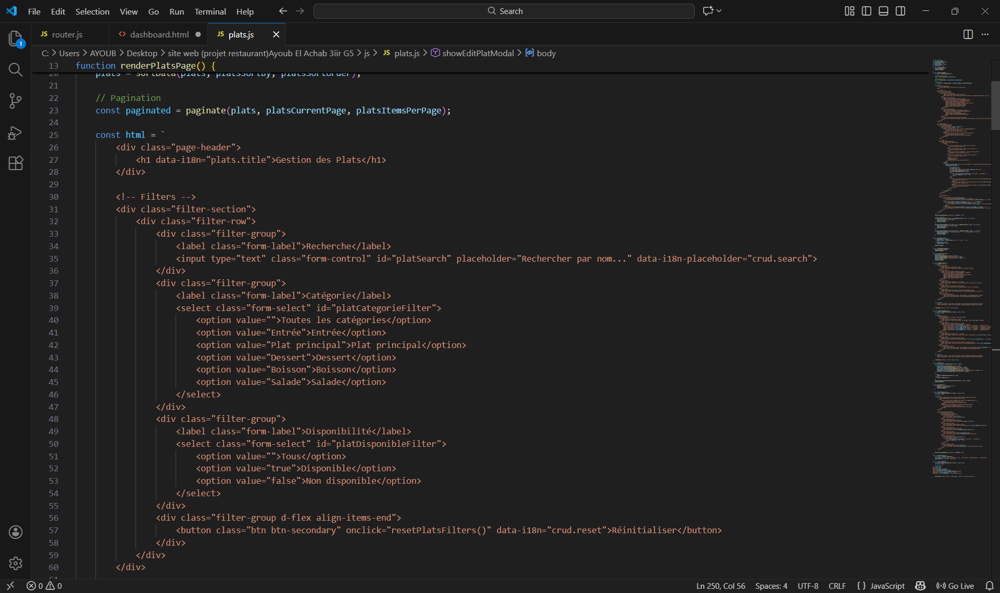 File Edit Selection View Go Run Terminal Help
Search
JS router.js
<> dashboard.html
JS plats.js
1
C: > Users > AYOUB > Desktop > site web (projet restaurant)Ayoub El Achab 3iir G5 > js > JS plats.js > showEditPlatModal > body
13 function renderPlatsPage() {
20 plats = sortData(plats, platsSortBy, platsSortOrder);
21
22 // Pagination
23 const paginated = paginate(plats, platsCurrentPage, platsItemsPerPage);
24
25 const html = `
26 <div class="page-header">
27 <h1 data-i18n="plats.title">Gestion des Plats</h1>
28 </div>
29
30 <!-- Filters -->
31 <div class="filter-section">
32 <div class="filter-row">
33 <div class="filter-group">
34 <label class="form-label">Recherche</label>
35 <input type="text" class="form-control" id="platSearch" placeholder="Rechercher par nom..." data-i18n-placeholder="crud.search">
36 </div>
37 <div class="filter-group">
38 <label class="form-label">Catégorie</label>
39 <select class="form-select" id="platCategorieFilter">
40 <option value="">Toutes les catégories</option>
41 <option value="Entrée">Entrée</option>
42 <option value="Plat principal">Plat principal</option>
43 <option value="Dessert">Dessert</option>
44 <option value="Boisson">Boisson</option>
45 <option value="Salade">Salade</option>
46 </select>
47 </div>
48 <div class="filter-group">
49 <label class="form-label">Disponibilité</label>
50 <select class="form-select" id="platDisponibleFilter">
51 <option value="">Tous</option>
52 <option value="true">Disponible</option>
53 <option value="false">Non disponible</option>
54 </select>
55 </div>
56 <div class="filter-group d-flex align-items-end">
57 <button class="btn btn-secondary" onclick="resetPlatsFilters()" data-i18n="crud.reset">Réinitialiser</button>
58 </div>
59 </div>
60 </div>
61
0 0
Ln 250, Col 56 Spaces: 4 UTF-8 CRLF { } JavaScript Go Live